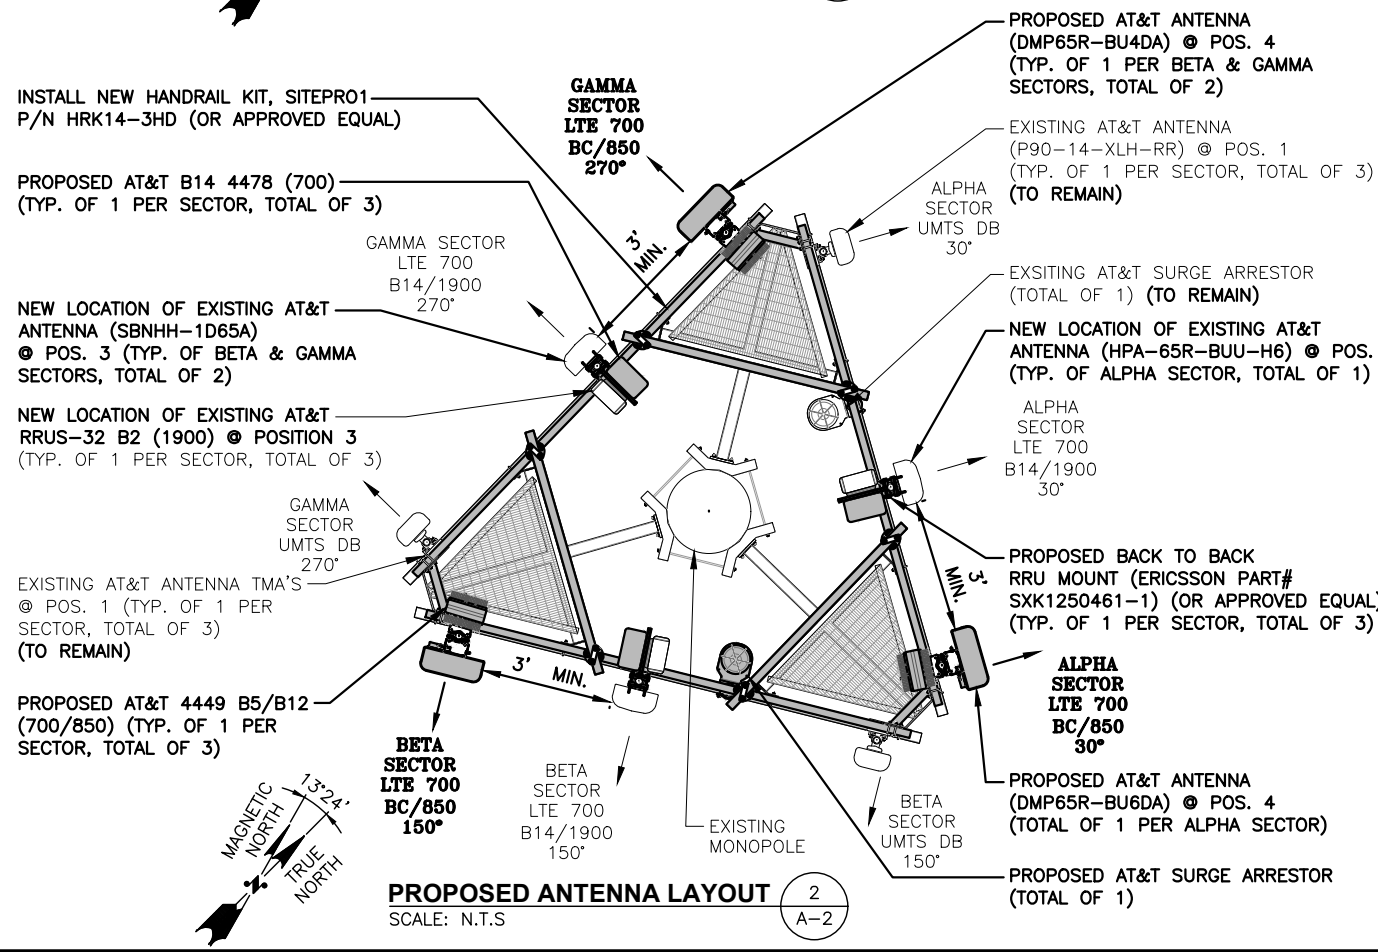 INSTALL NEW HANDRAIL KIT, SITEPRO1
P/N HRK14-3HD (OR APPROVED EQUAL)
PROPOSED AT&T B14 4478 (700)
(TYP. OF 1 PER SECTOR, TOTAL OF 3)
NEW LOCATION OF EXISTING AT&T
ANTENNA (SBNHH-1D65A)
@ POS. 3 (TYP. OF BETA & GAMMA
SECTORS, TOTAL OF 2)
NEW LOCATION OF EXISTING AT&T
RRUS-32 B2 (1900) @ POSITION 3
(TYP. OF 1 PER SECTOR, TOTAL OF 3)
EXISTING AT&T ANTENNA TMA'S
@ POS. 1 (TYP. OF 1 PER
SECTOR, TOTAL OF 3)
(TO REMAIN)
PROPOSED AT&T 4449 B5/B12
(700/850) (TYP. OF 1 PER
SECTOR, TOTAL OF 3)
GAMMA
SECTOR
LTE 700
BC/850
270°
GAMMA SECTOR
LTE 700
B14/1900
270°
GAMMA
SECTOR
UMTS DB
270°
3'
MIN.
ALPHA
SECTOR
UMTS DB
30°
ALPHA
SECTOR
LTE 700
B14/1900
30°
3'
MIN.
ALPHA
SECTOR
LTE 700
BC/850
30°
3'
MIN.
BETA
SECTOR
LTE 700
BC/850
150°
BETA
SECTOR
LTE 700
B14/1900
150°
BETA
SECTOR
UMTS DB
150°
EXISTING
MONOPOLE
PROPOSED AT&T ANTENNA
(DMP65R-BU4DA) @ POS. 4
(TYP. OF 1 PER BETA & GAMMA
SECTORS, TOTAL OF 2)
EXISTING AT&T ANTENNA
(P90-14-XLH-RR) @ POS. 1
(TYP. OF 1 PER SECTOR, TOTAL OF 3)
(TO REMAIN)
EXSITING AT&T SURGE ARRESTOR
(TOTAL OF 1) (TO REMAIN)
NEW LOCATION OF EXISTING AT&T
ANTENNA (HPA-65R-BUU-H6) @ POS.
(TYP. OF ALPHA SECTOR, TOTAL OF 1)
PROPOSED BACK TO BACK
RRU MOUNT (ERICSSON PART#
SXK1250461-1) (OR APPROVED EQUAL)
(TYP. OF 1 PER SECTOR, TOTAL OF 3)
PROPOSED AT&T ANTENNA
(DMP65R-BU6DA) @ POS. 4
(TOTAL OF 1 PER ALPHA SECTOR)
PROPOSED AT&T SURGE ARRESTOR
(TOTAL OF 1)
MAGNETIC
NORTH
13°24'
TRUE
NORTH
N
PROPOSED ANTENNA LAYOUT
SCALE: N.T.S
2
A-2